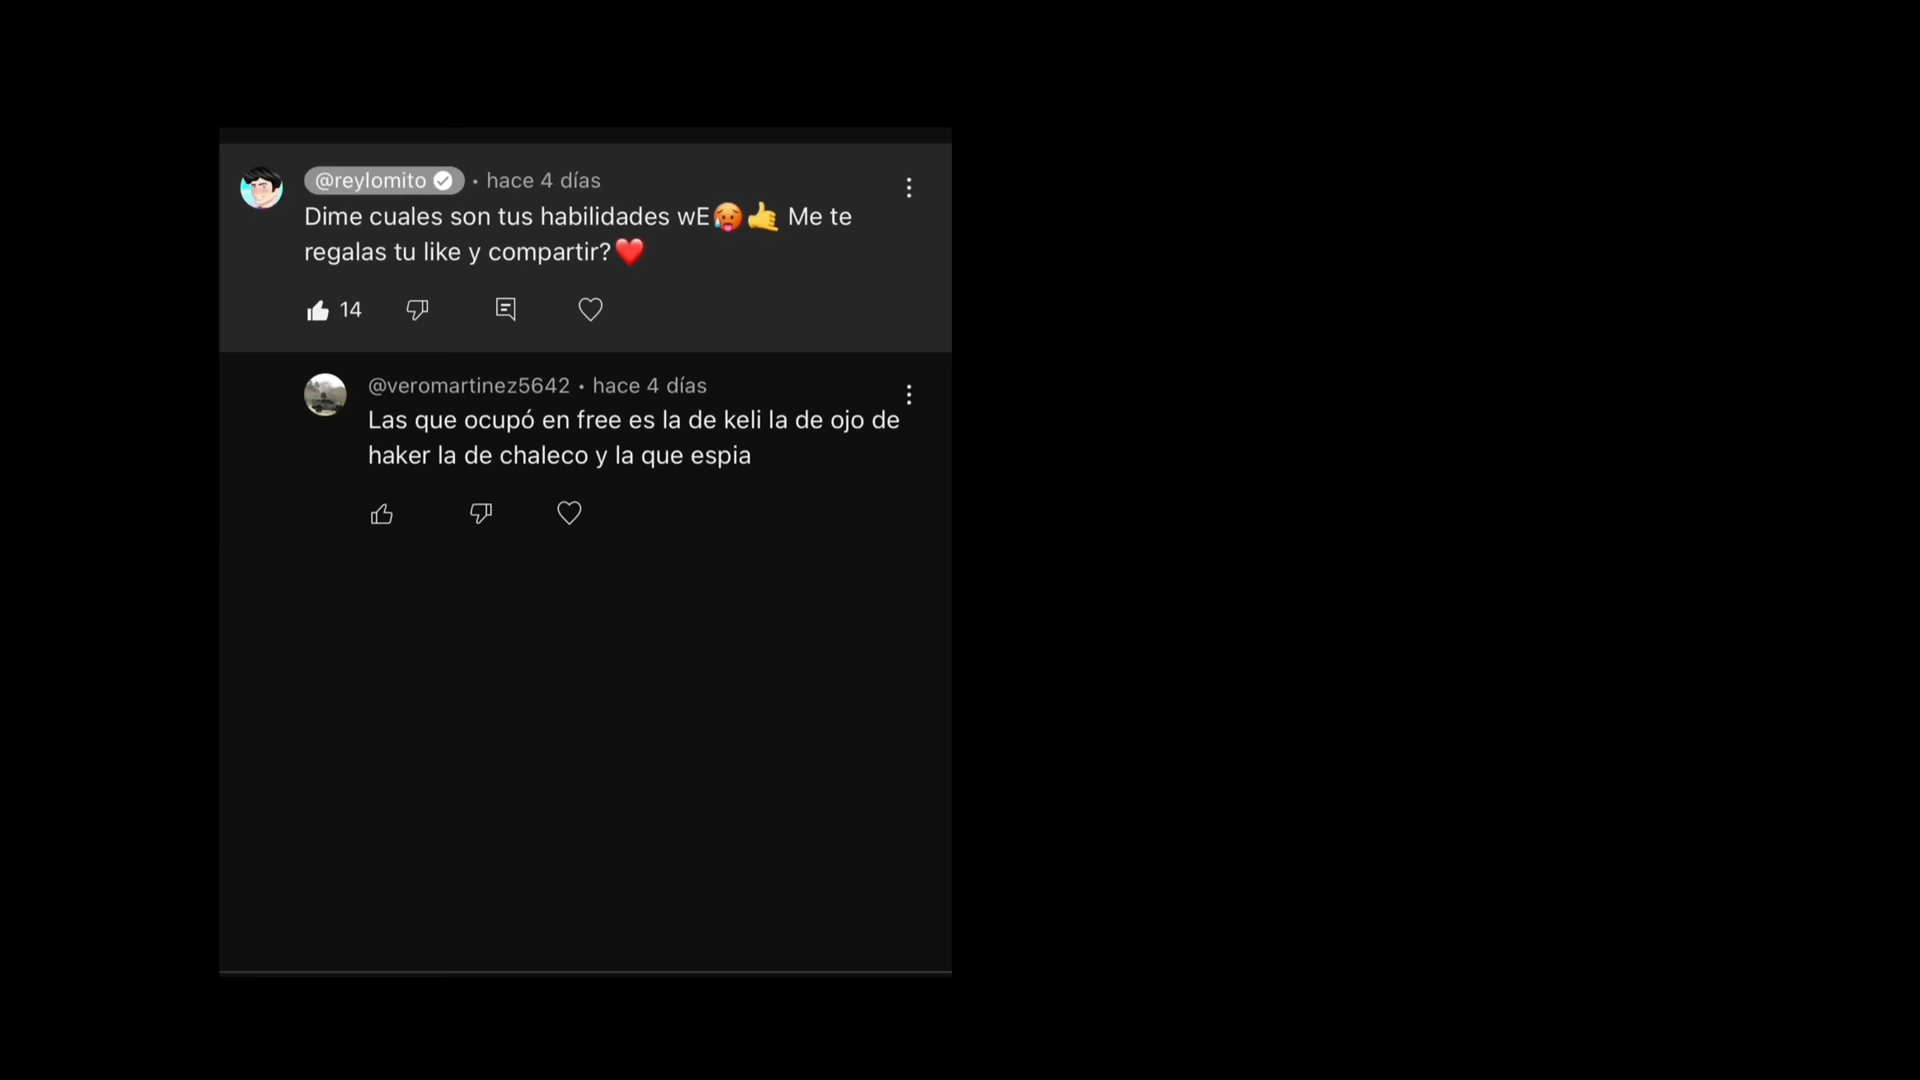 @reylomito • hace 4 días
Dime cuales son tus habilidades wE🥵🤙 Me te
regalas tu like y compartir?❤️
14
@veromartinez5642 • hace 4 días
Las que ocupó en free es la de keli la de ojo de
haker la de chaleco y la que espia